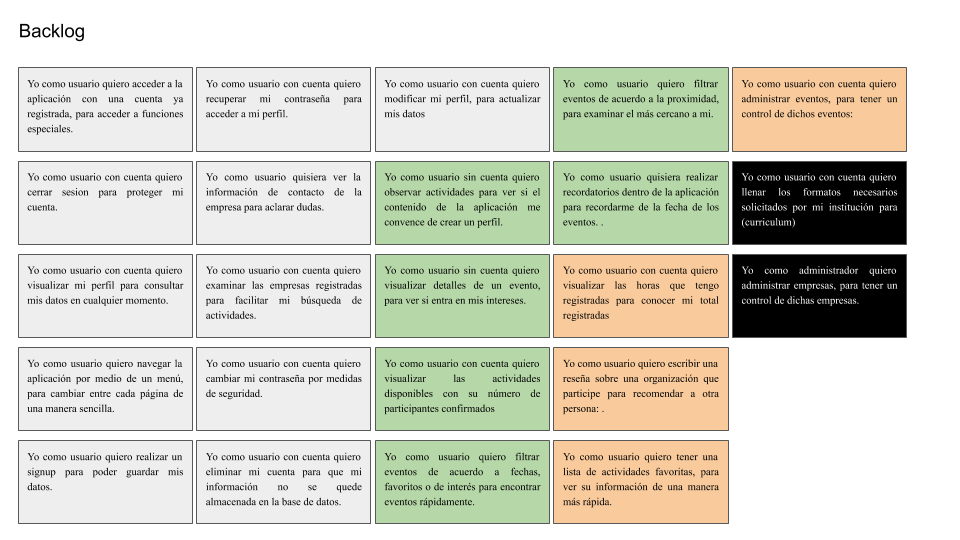 Backlog
Yo como usuario quiero acceder a la
aplicación con una cuenta ya
registrada, para acceder a funciones
especiales.
Yo como usuario con cuenta quiero
recuperar mi contraseña para
acceder a mi perfil.
Yo como usuario con cuenta quiero
modificar mi perfil, para actualizar
mis datos
Yo como usuario quiero filtrar
eventos de acuerdo a la proximidad,
para examinar el más cercano a mi.
Yo como usuario con cuenta quiero
administrar eventos, para tener un
control de dichos eventos:
Yo como usuario con cuenta quiero
cerrar sesion para proteger mi
cuenta.
Yo como usuario quisiera ver la
información de contacto de la
empresa para aclarar dudas.
Yo como usuario sin cuenta quiero
observar actividades para ver si el
contenido de la aplicación me
convence de crear un perfil.
Yo como usuario quisiera realizar
recordatorios dentro de la aplicación
para recordarme de la fecha de los
eventos. .
Yo como usuario con cuenta quiero
llenar los formatos necesarios
solicitados por mi institución para
(curriculum)
Yo como usuario con cuenta quiero
visualizar mi perfil para consultar
mis datos en cualquier momento.
Yo como usuario con cuenta quiero
examinar las empresas registradas
para facilitar mi búsqueda de
actividades.
Yo como usuario sin cuenta quiero
visualizar detalles de un evento,
para ver si entra en mis intereses.
Yo como usuario con cuenta quiero
visualizar las horas que tengo
registradas para conocer mi total
registradas
Yo como administrador quiero
administrar empresas, para tener un
control de dichas empresas.
Yo como usuario quiero navegar la
aplicación por medio de un menú,
para cambiar entre cada página de
una manera sencilla.
Yo como usuario con cuenta quiero
cambiar mi contraseña por medidas
de seguridad.
Yo como usuario con cuenta quiero
visualizar las actividades
disponibles con su número de
participantes confirmados
Yo como usuario quiero escribir una
reseña sobre una organización que
participe para recomendar a otra
persona: .
Yo como usuario quiero realizar un
signup para poder guardar mis
datos.
Yo como usuario con cuenta quiero
eliminar mi cuenta para que mi
información no se quede
almacenada en la base de datos.
Yo como usuario quiero filtrar
eventos de acuerdo a fechas,
favoritos o de interés para encontrar
eventos rápidamente.
Yo como usuario quiero tener una
lista de actividades favoritas, para
ver su información de una manera
más rápida.